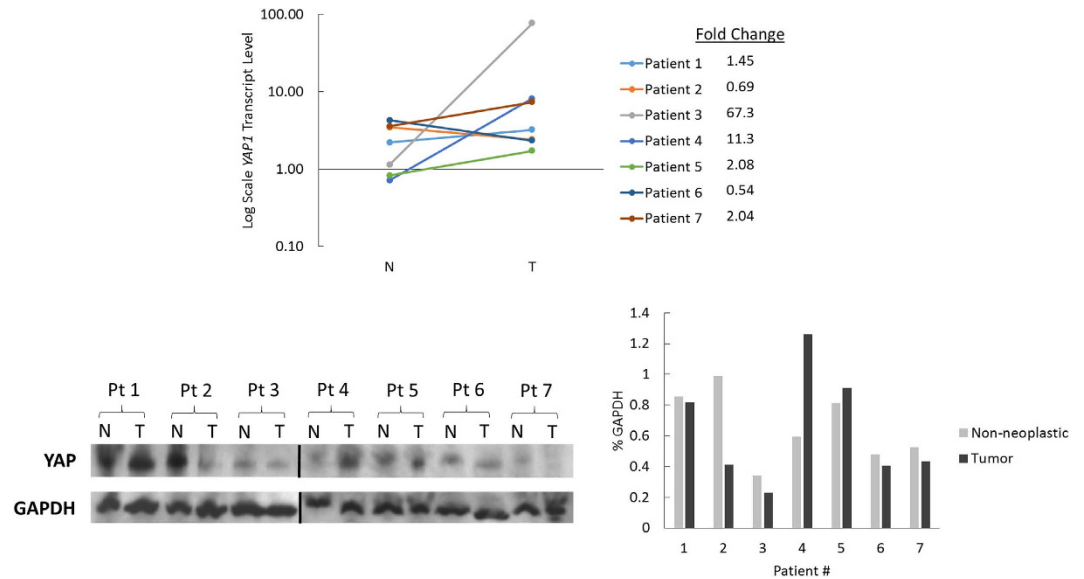 100.00
10.00
1.00
0.10
Log Scale YAP1 Transcript Level
N T
Fold Change
Patient 1 1.45
Patient 2 0.69
Patient 3 67.3
Patient 4 11.3
Patient 5 2.08
Patient 6 0.54
Patient 7 2.04
Pt 1 Pt 2 Pt 3 Pt 4 Pt 5 Pt 6 Pt 7
N T N T N T N T N T N T N T
YAP
GAPDH
1.4
1.2
1
0.8
0.6
0.4
0.2
0
% GAPDH
1 2 3 4 5 6 7
Patient #
Non-neoplastic
Tumor